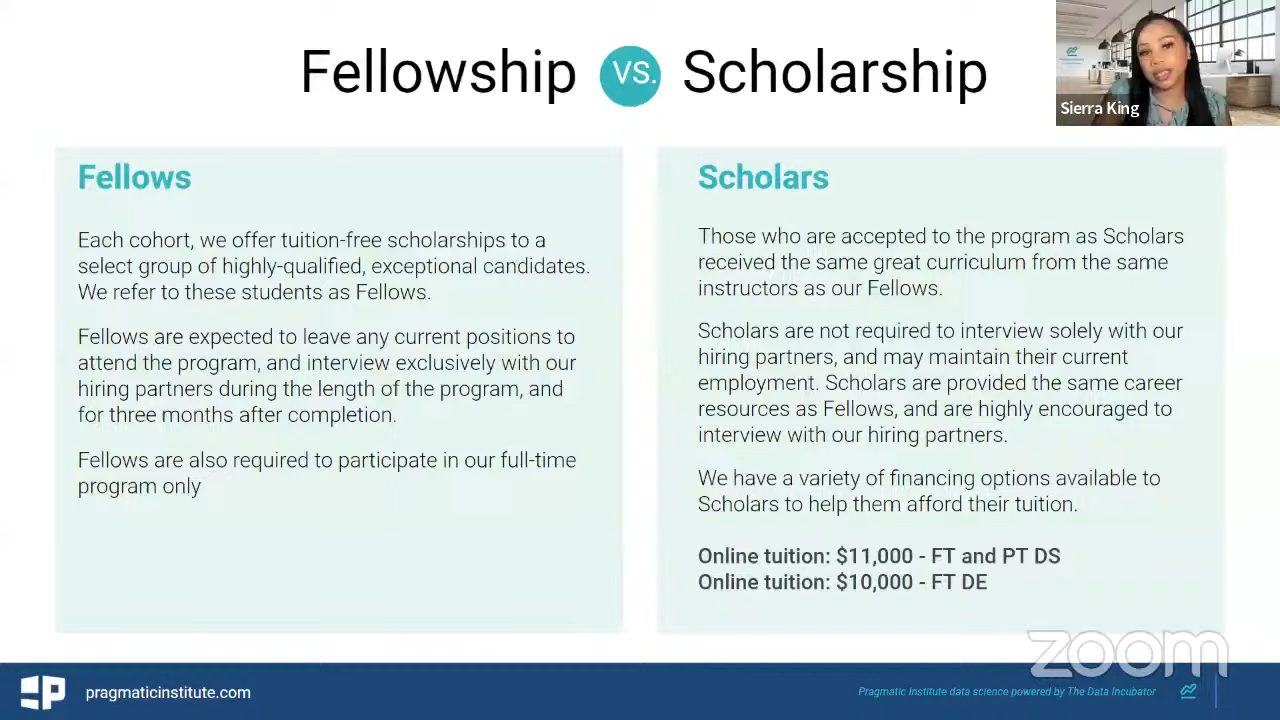 Fellowship VS. Scholarship
Sierra King
Fellows
Each cohort, we offer tuition-free scholarships to a
select group of highly-qualified, exceptional candidates.
We refer to these students as Fellows.
Fellows are expected to leave any current positions to
attend the program, and interview exclusively with our
hiring partners during the length of the program, and
for three months after completion.
Fellows are also required to participate in our full-time
program only
Scholars
Those who are accepted to the program as Scholars
received the same great curriculum from the same
instructors as our Fellows.
Scholars are not required to interview solely with our
hiring partners, and may maintain their current
employment. Scholars are provided the same career
resources as Fellows, and are highly encouraged to
interview with our hiring partners.
We have a variety of financing options available to
Scholars to help them afford their tuition.
Online tuition: $11,000 - FT and PT DS
Online tuition: $10,000 - FT DE
zoom
pragmaticinstitute.com
Pragmatic Institute data science powered by The Data Incubator